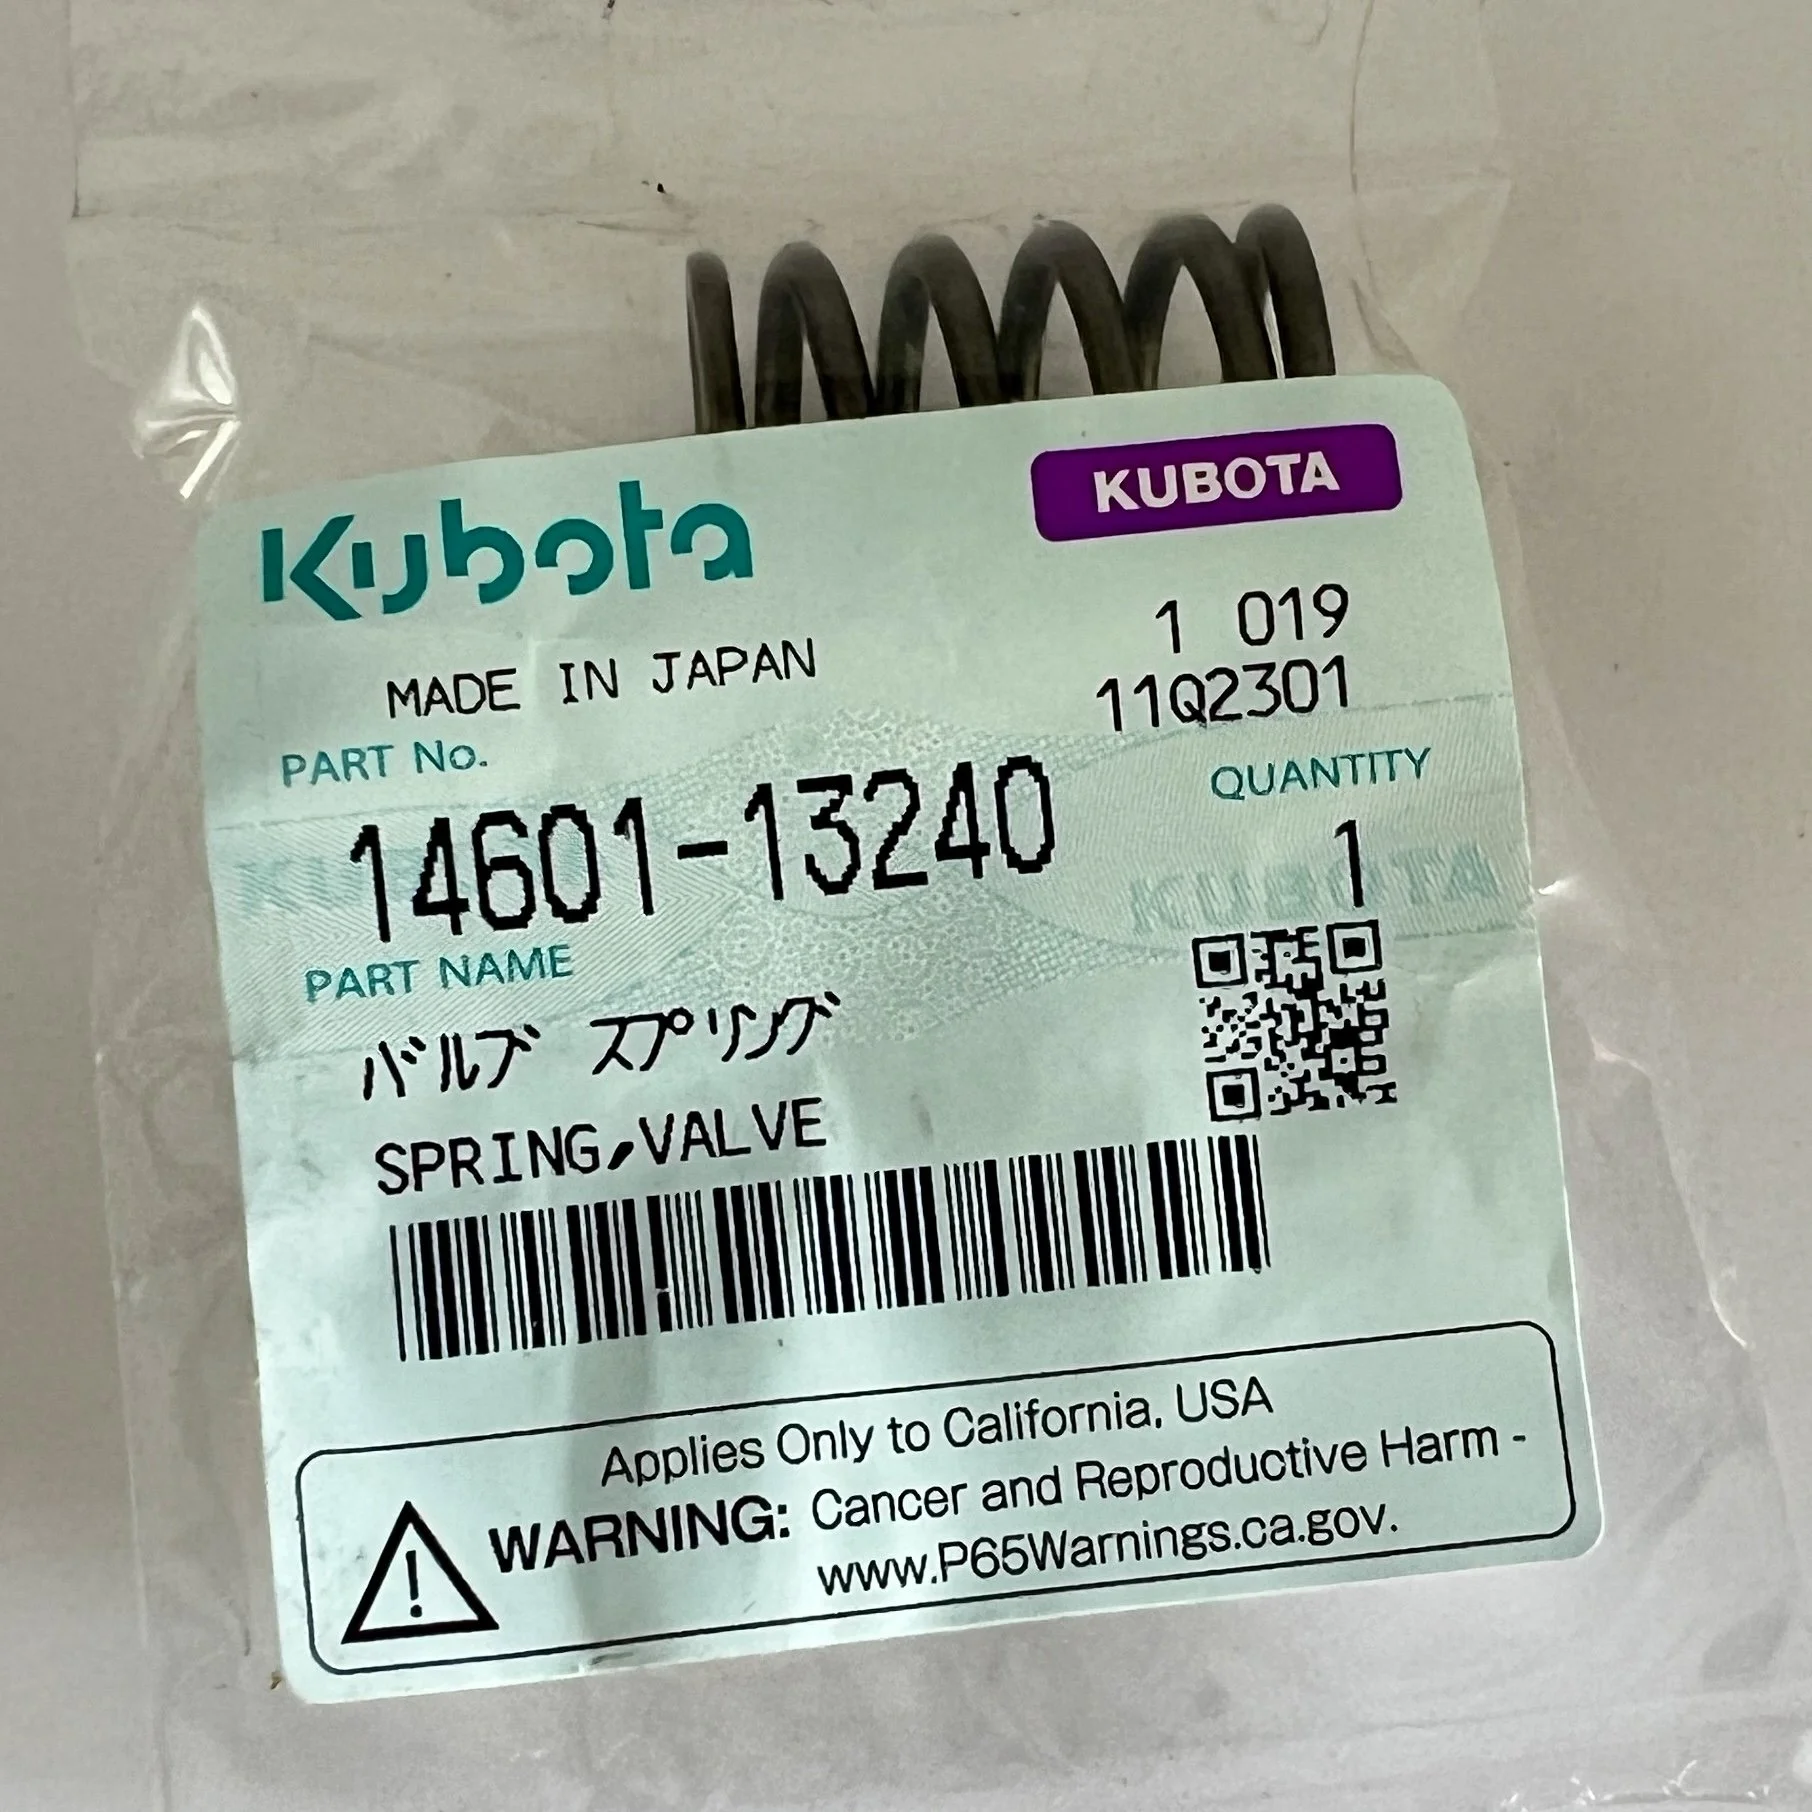 Kubota
KUBOTA
1 019
MADE IN JAPAN
11Q2301
PART No.
QUANTITY
14601-13240
1
KUBOTA
PART NAME
バルブ スプリング
SPRING,VALVE
Applies Only to California, USA
WARNING: Cancer and Reproductive Harm -
www.P65Warnings.ca.gov.